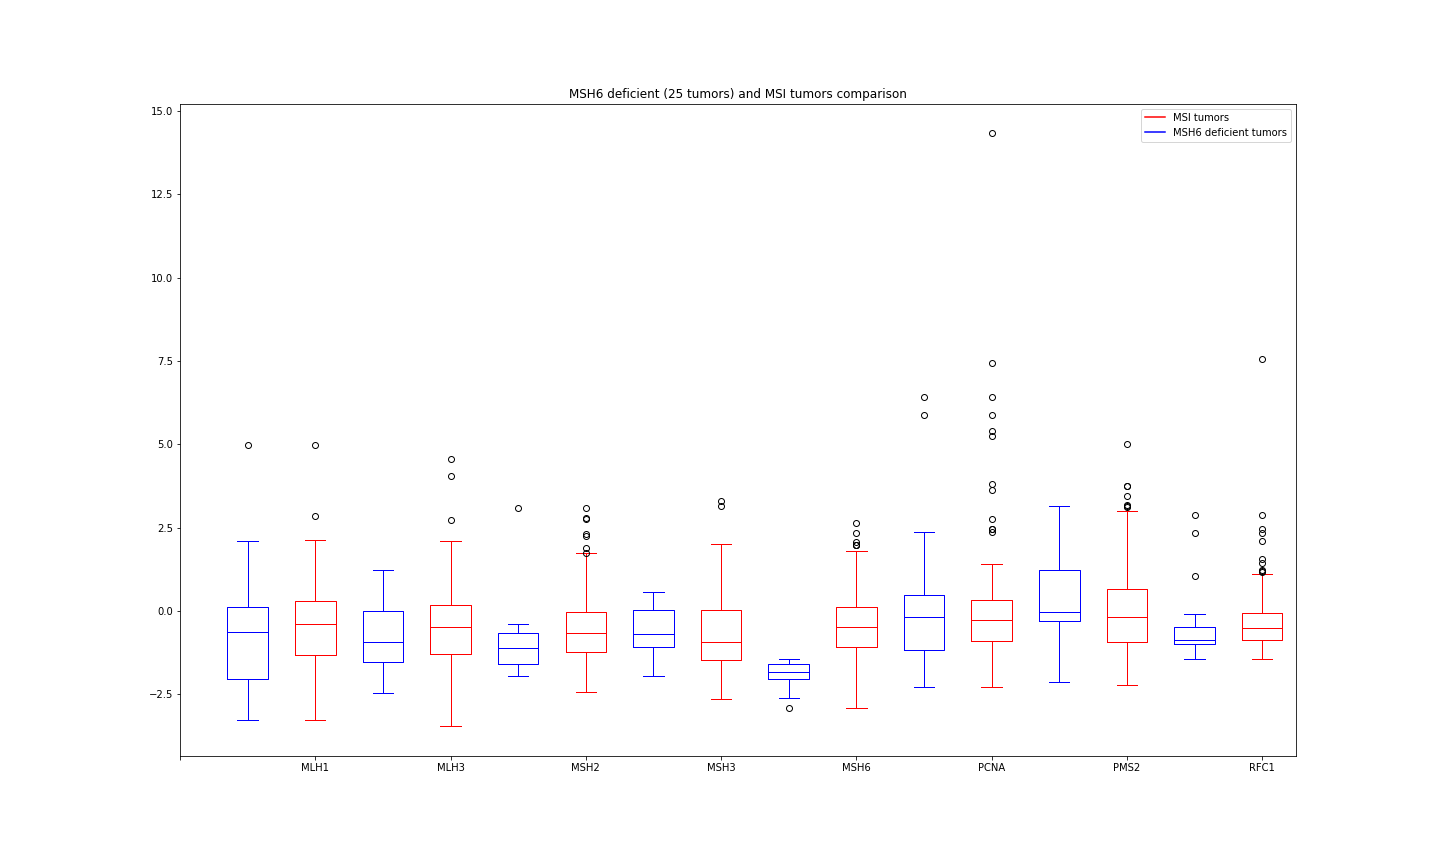 MSH6 deficient (25 tumors) and MSI tumors comparison
MSI tumors
MSH6 deficient tumors
15.0
12.5
10.0
7.5
5.0
2.5
0.0
−2.5
MLH1 MLH3 MSH2 MSH3 MSH6 PCNA PMS2 RFC1